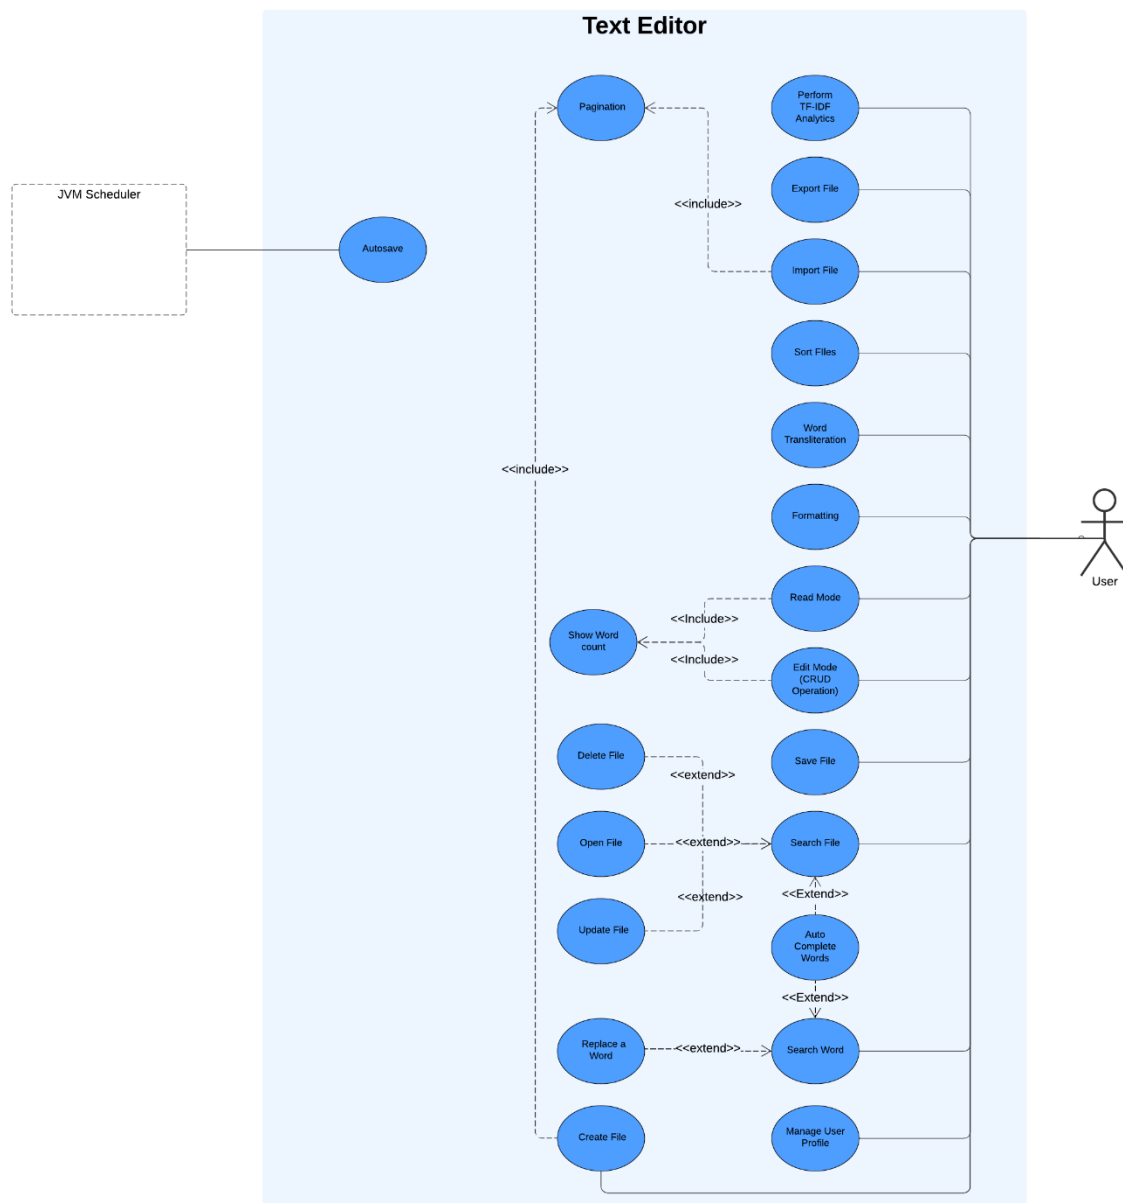 Text Editor
Pagination
Perform
TF-IDF
Analytics
JVM Scheduler
Export File
<<include>>
Autosave
Import File
Sort FIles
Word
Transliteration
<<include>>
Formatting
User
Read Mode
<<Include>>
Show Word
count
<<Include>>
Edit Mode
(CRUD
Operation)
Delete File
<<extend>>
Save File
Open File
<<extend>>
Search File
<<Extend>>
<<extend>>
Update File
Auto
Complete
Words
<<Extend>>
Replace a
Word
<<extend>>
Search Word
Create File
Manage User
Profile